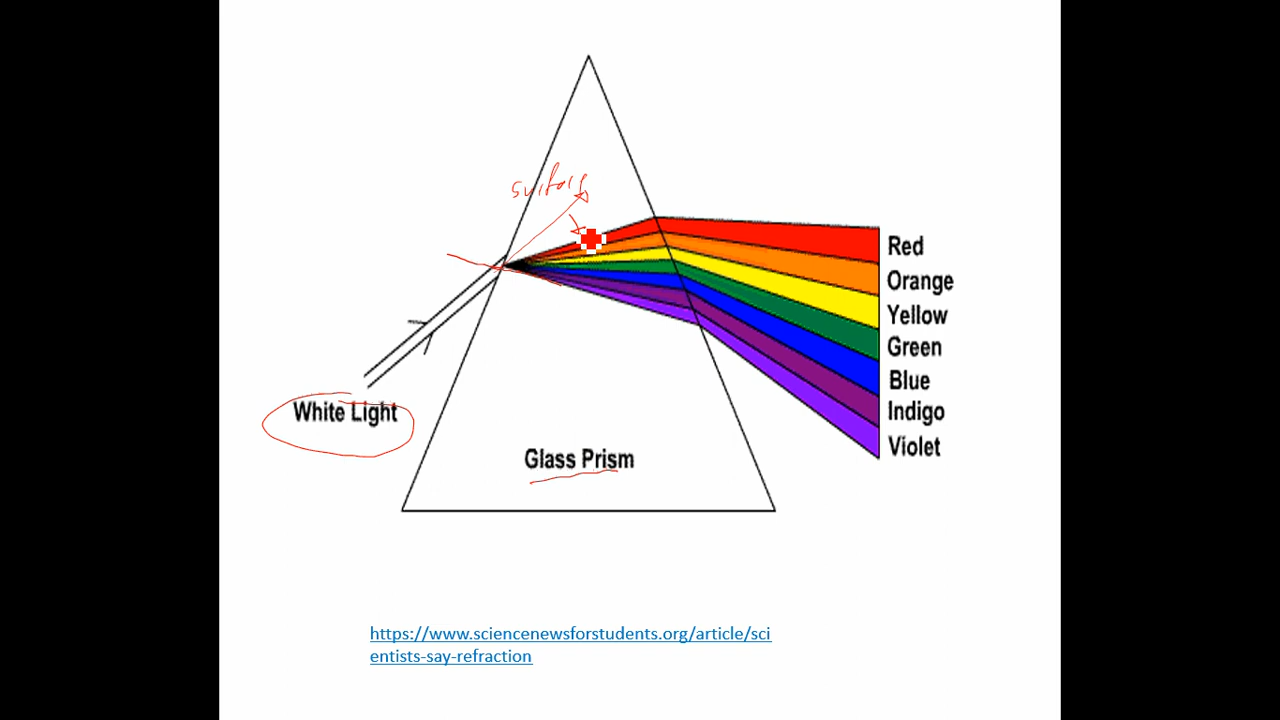 Red
Orange
Yellow
Green
Blue
Indigo
Violet
White Light
Glass Prism
https://www.sciencenewsforstudents.org/article/sci
entists-say-refraction